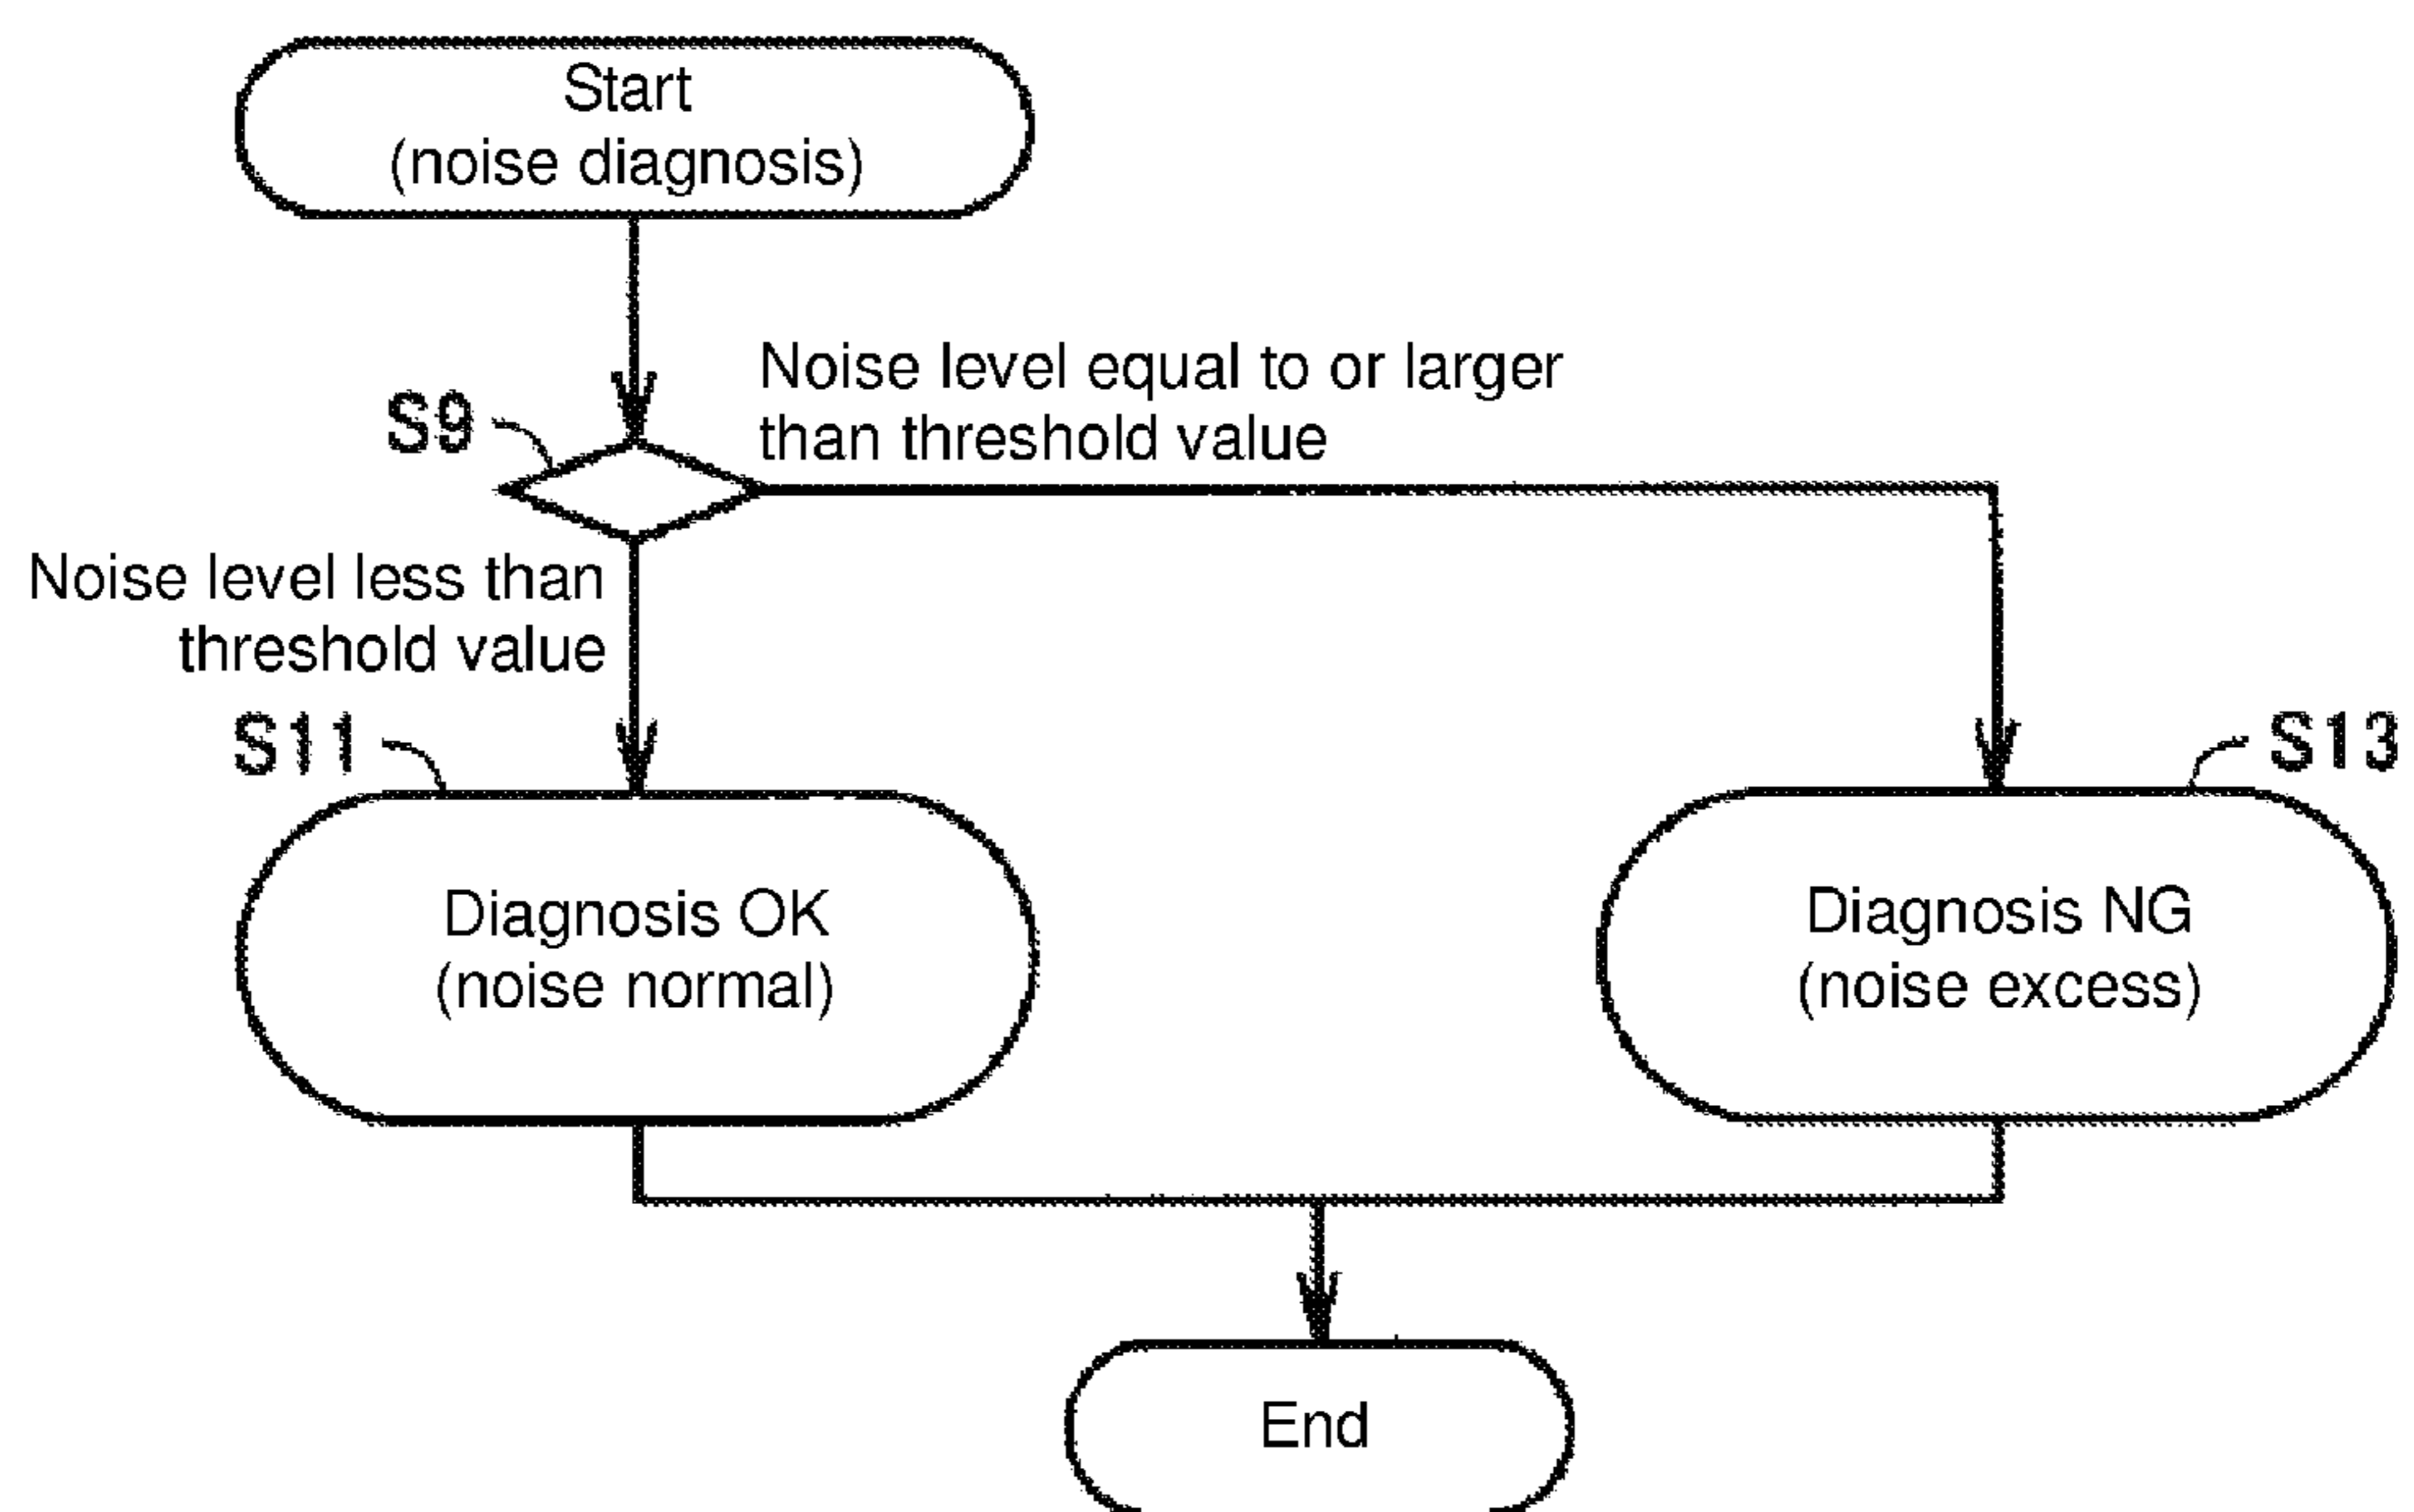 Start
(noise diagnosis)
Noise level equal to or larger
than threshold value
S9
Noise level less than
threshold value
S11
S13
Diagnosis OK
(noise normal)
Diagnosis NG
(noise excess)
End